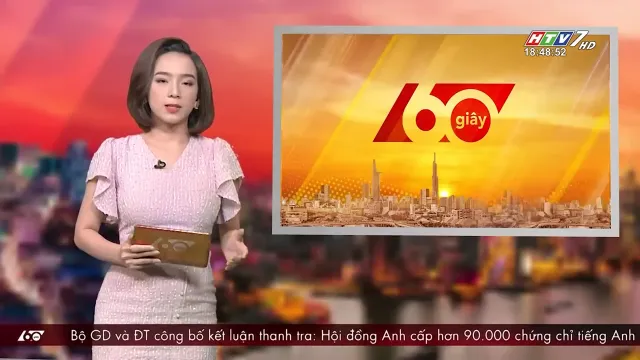 HTV7 HD
18:48:52
60 giây
60 Bộ GD và ĐT công bố kết luận thanh tra: Hội đồng Anh cấp hơn 90.000 chứng chỉ tiếng Anh